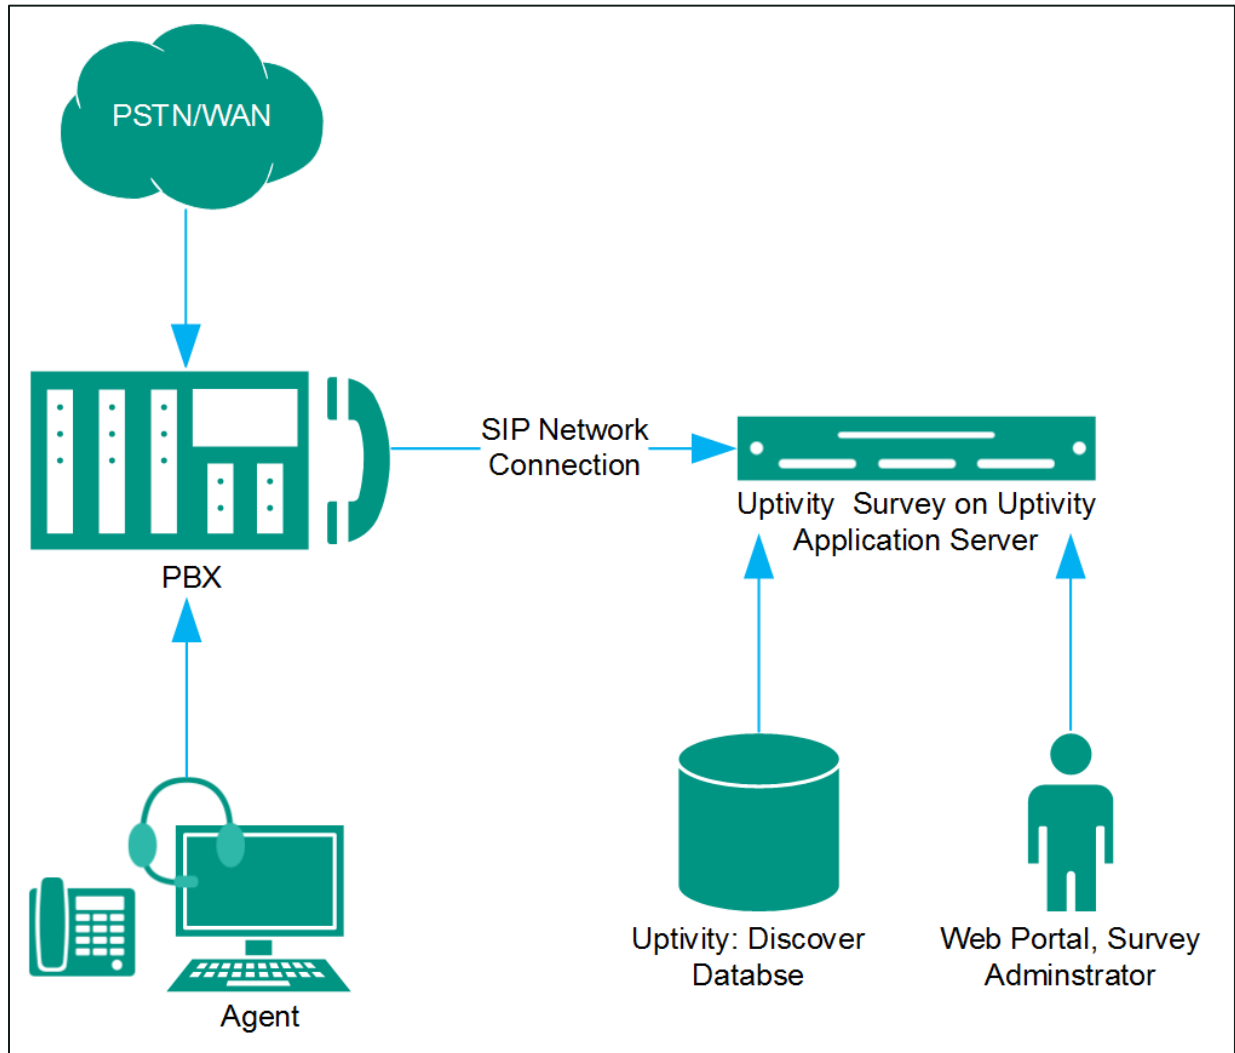 PSTN/WAN
SIP Network
Connection
Uptivity  Survey on Uptivity
Application Server
PBX
Uptivity: Discover
Databse
Web Portal, Survey
Adminstrator
Agent